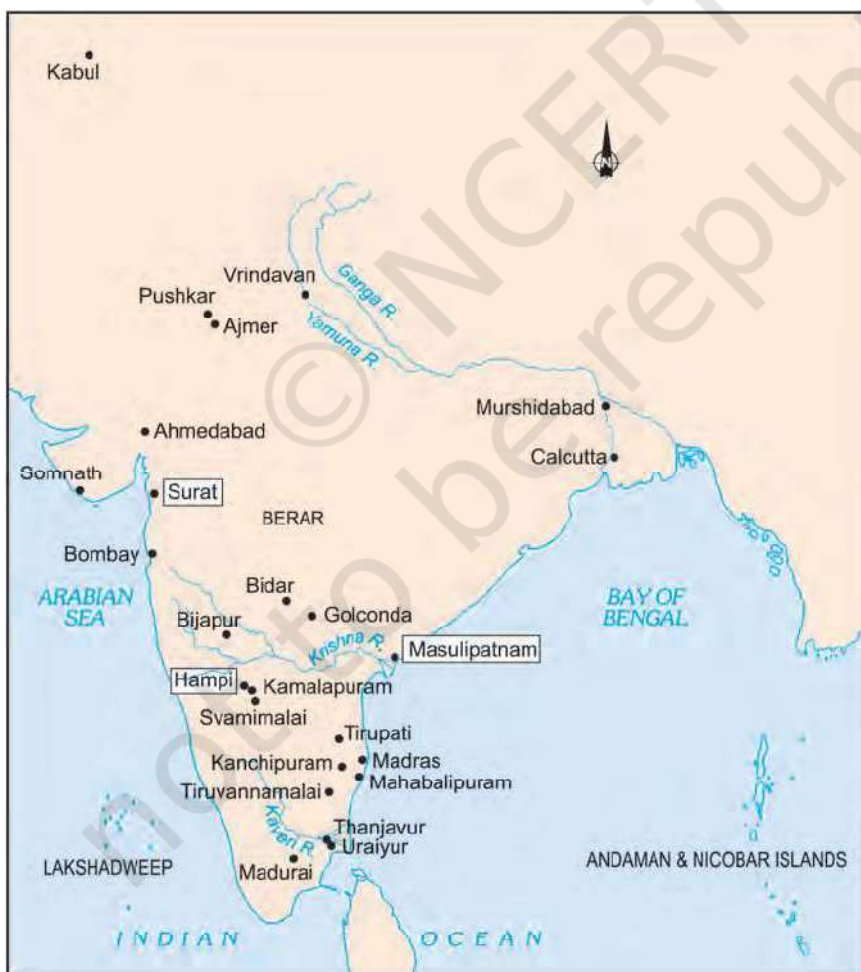 © NCERT
not to be republ
Kabul
N
Vrindavan
Ganga R.
Pushkar
Ajmer
Yamuna R.
Murshidabad
Ahmedabad
Calcutta
Somnath
Surat
BERAR
Bombay
Bidar
ARABIAN
SEA
BAY OF
BENGAL
Golconda
Bijapur
Krishna R.
Masulipatnam
Hampi
Kamalapuram
Svamimalai
Tirupati
Kanchipuram
Madras
Mahabalipuram
Tiruvannamalai
Kaveri R.
Thanjavur
Uraiyur
LAKSHADWEEP
Madurai
ANDAMAN & NICOBAR ISLANDS
INDIAN OCEAN